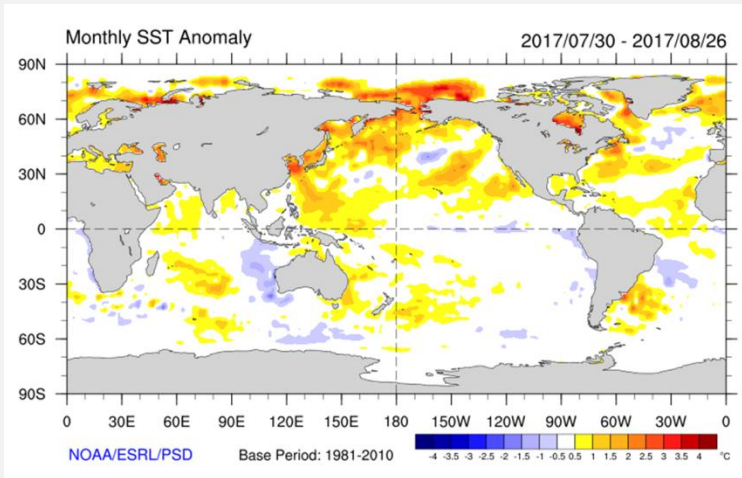 Monthly SST Anomaly 2017/07/30 - 2017/08/26
90N
60N
30N
0
30S
60S
90S
0 30E 60E 90E 120E 150E 180 150W 120W 90W 60W 30W 0
NOAA/ESRL/PSD Base Period: 1981-2010
-4 -3.5 -3 -2.5 -2 -1.5 -1 -0.5 0.5 1 1.5 2 2.5 3 3.5 4 °C